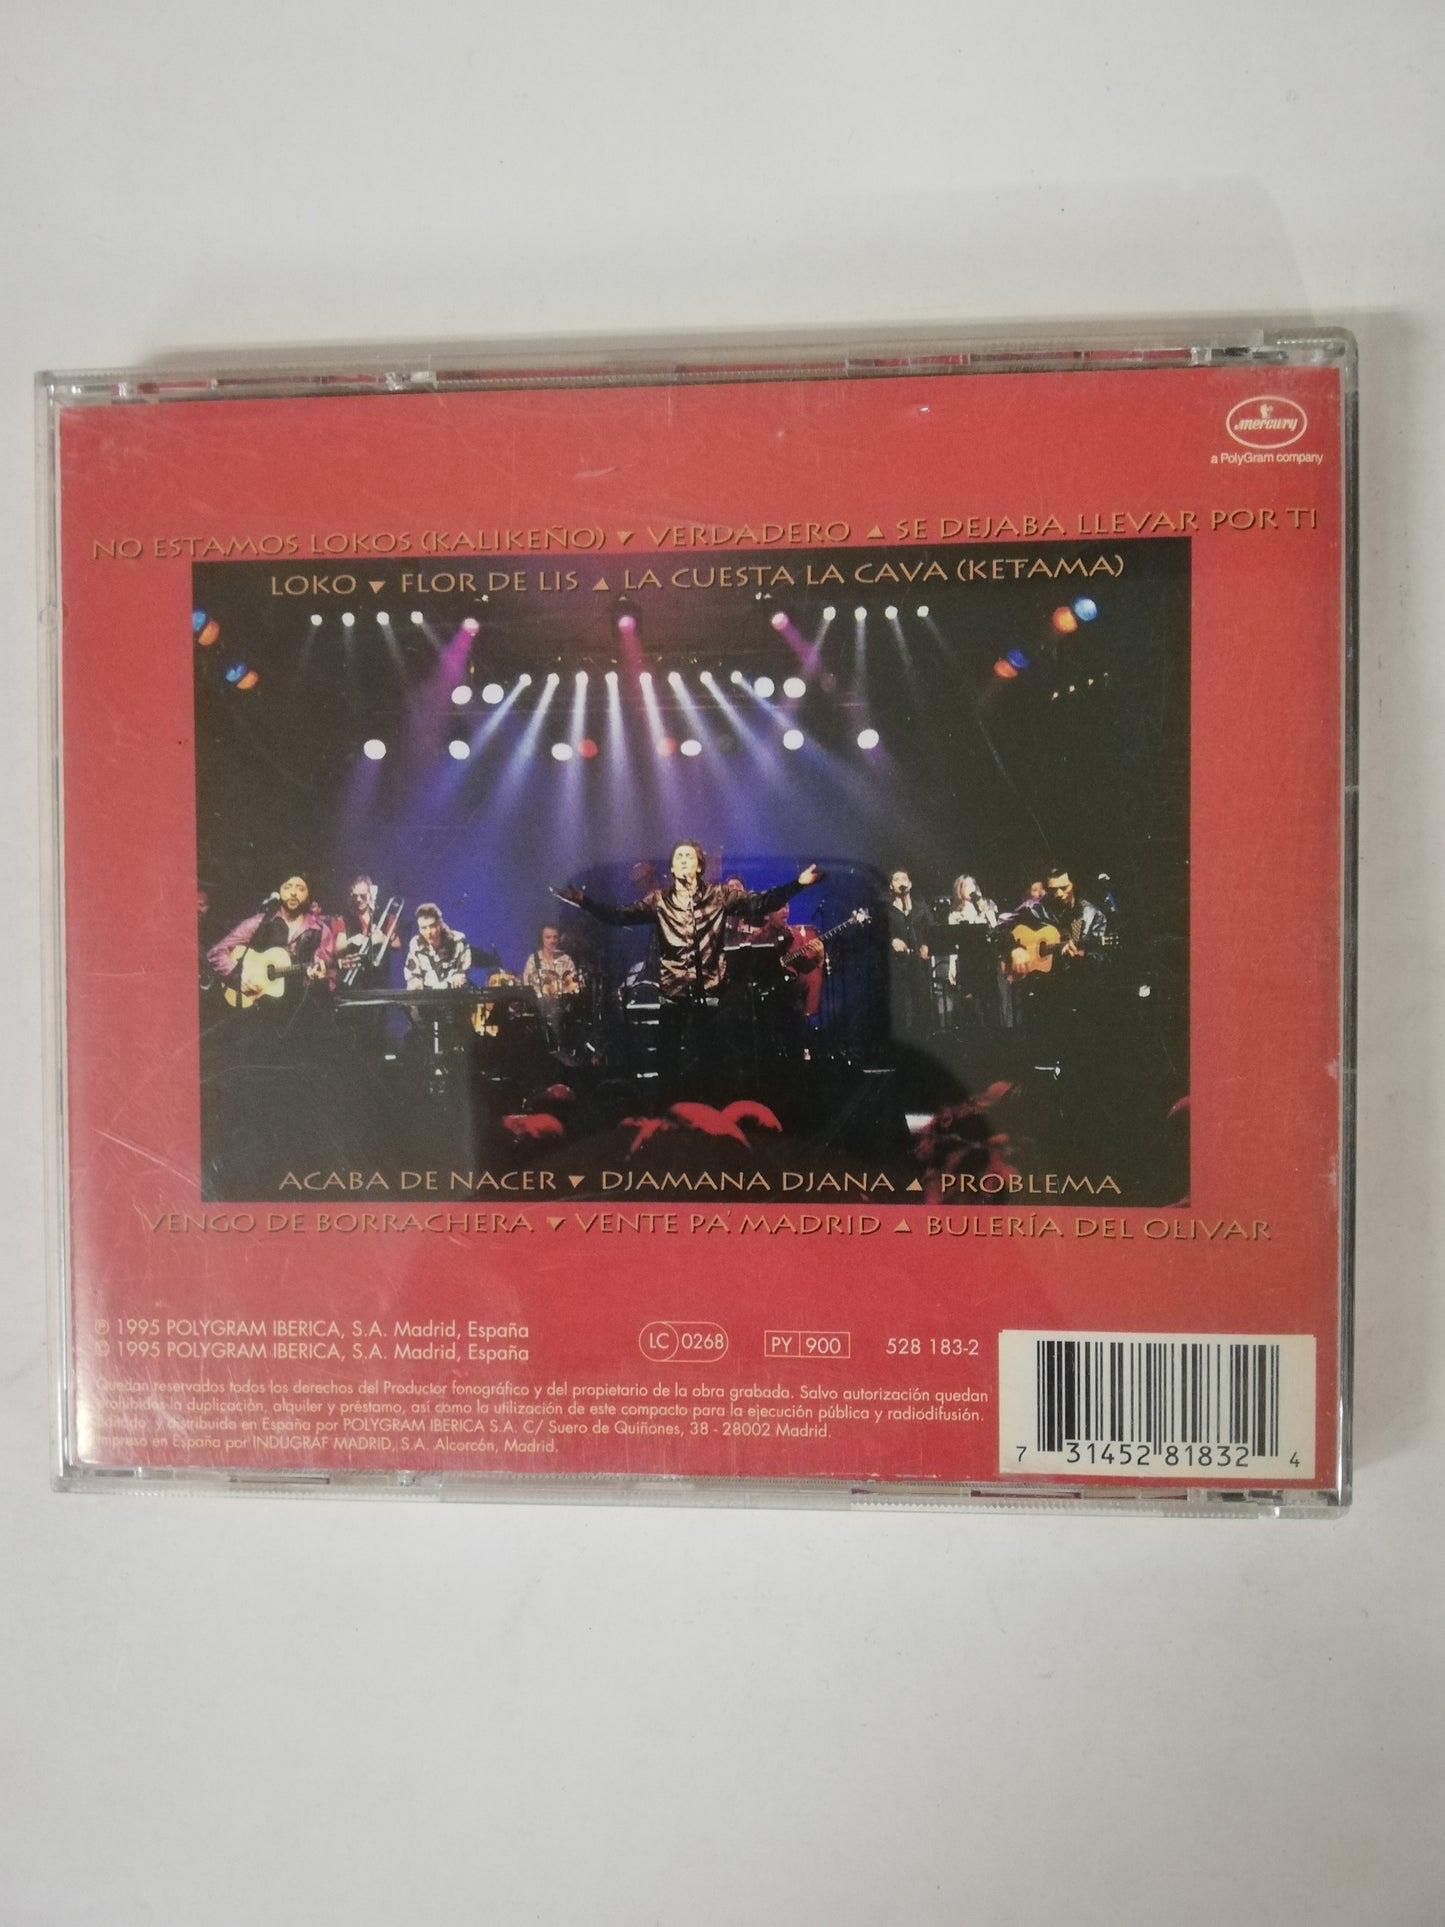 mercury
a PolyGram company
NO ESTAMOS LOKOS (KALIKEÑO) ▼ VERDADERO ▲ SE DEJABA LLEVAR POR TI
LOKO ▼ FLOR DE LIS ▲ LA CUESTA LA CAVA (KETAMA)
ACABA DE NACER ▼ DJAMANA DJANA ▲ PROBLEMA
VENGO DE BORRACHERA ▼ VENTE PA' MADRID ▲ BULERÍA DEL OLIVAR
℗ 1995 POLYGRAM IBERICA, S.A. Madrid, España
© 1995 POLYGRAM IBERICA, S.A. Madrid, España
LC 0268 PY 900 528 183-2
Quedan reservados todos los derechos del Productor fonográfico y del propietario de la obra grabada. Salvo autorización quedan
prohibidos la duplicación, alquiler y préstamo, así como la utilización de este compacto para la ejecución pública y radiodifusión.
Editado y distribuido en España por POLYGRAM IBERICA S.A. C/ Suero de Quiñones, 38 - 28002 Madrid.
Impreso en España por INDUGRAF MADRID, S.A. Alcorcón, Madrid.
7 31452 81832 4